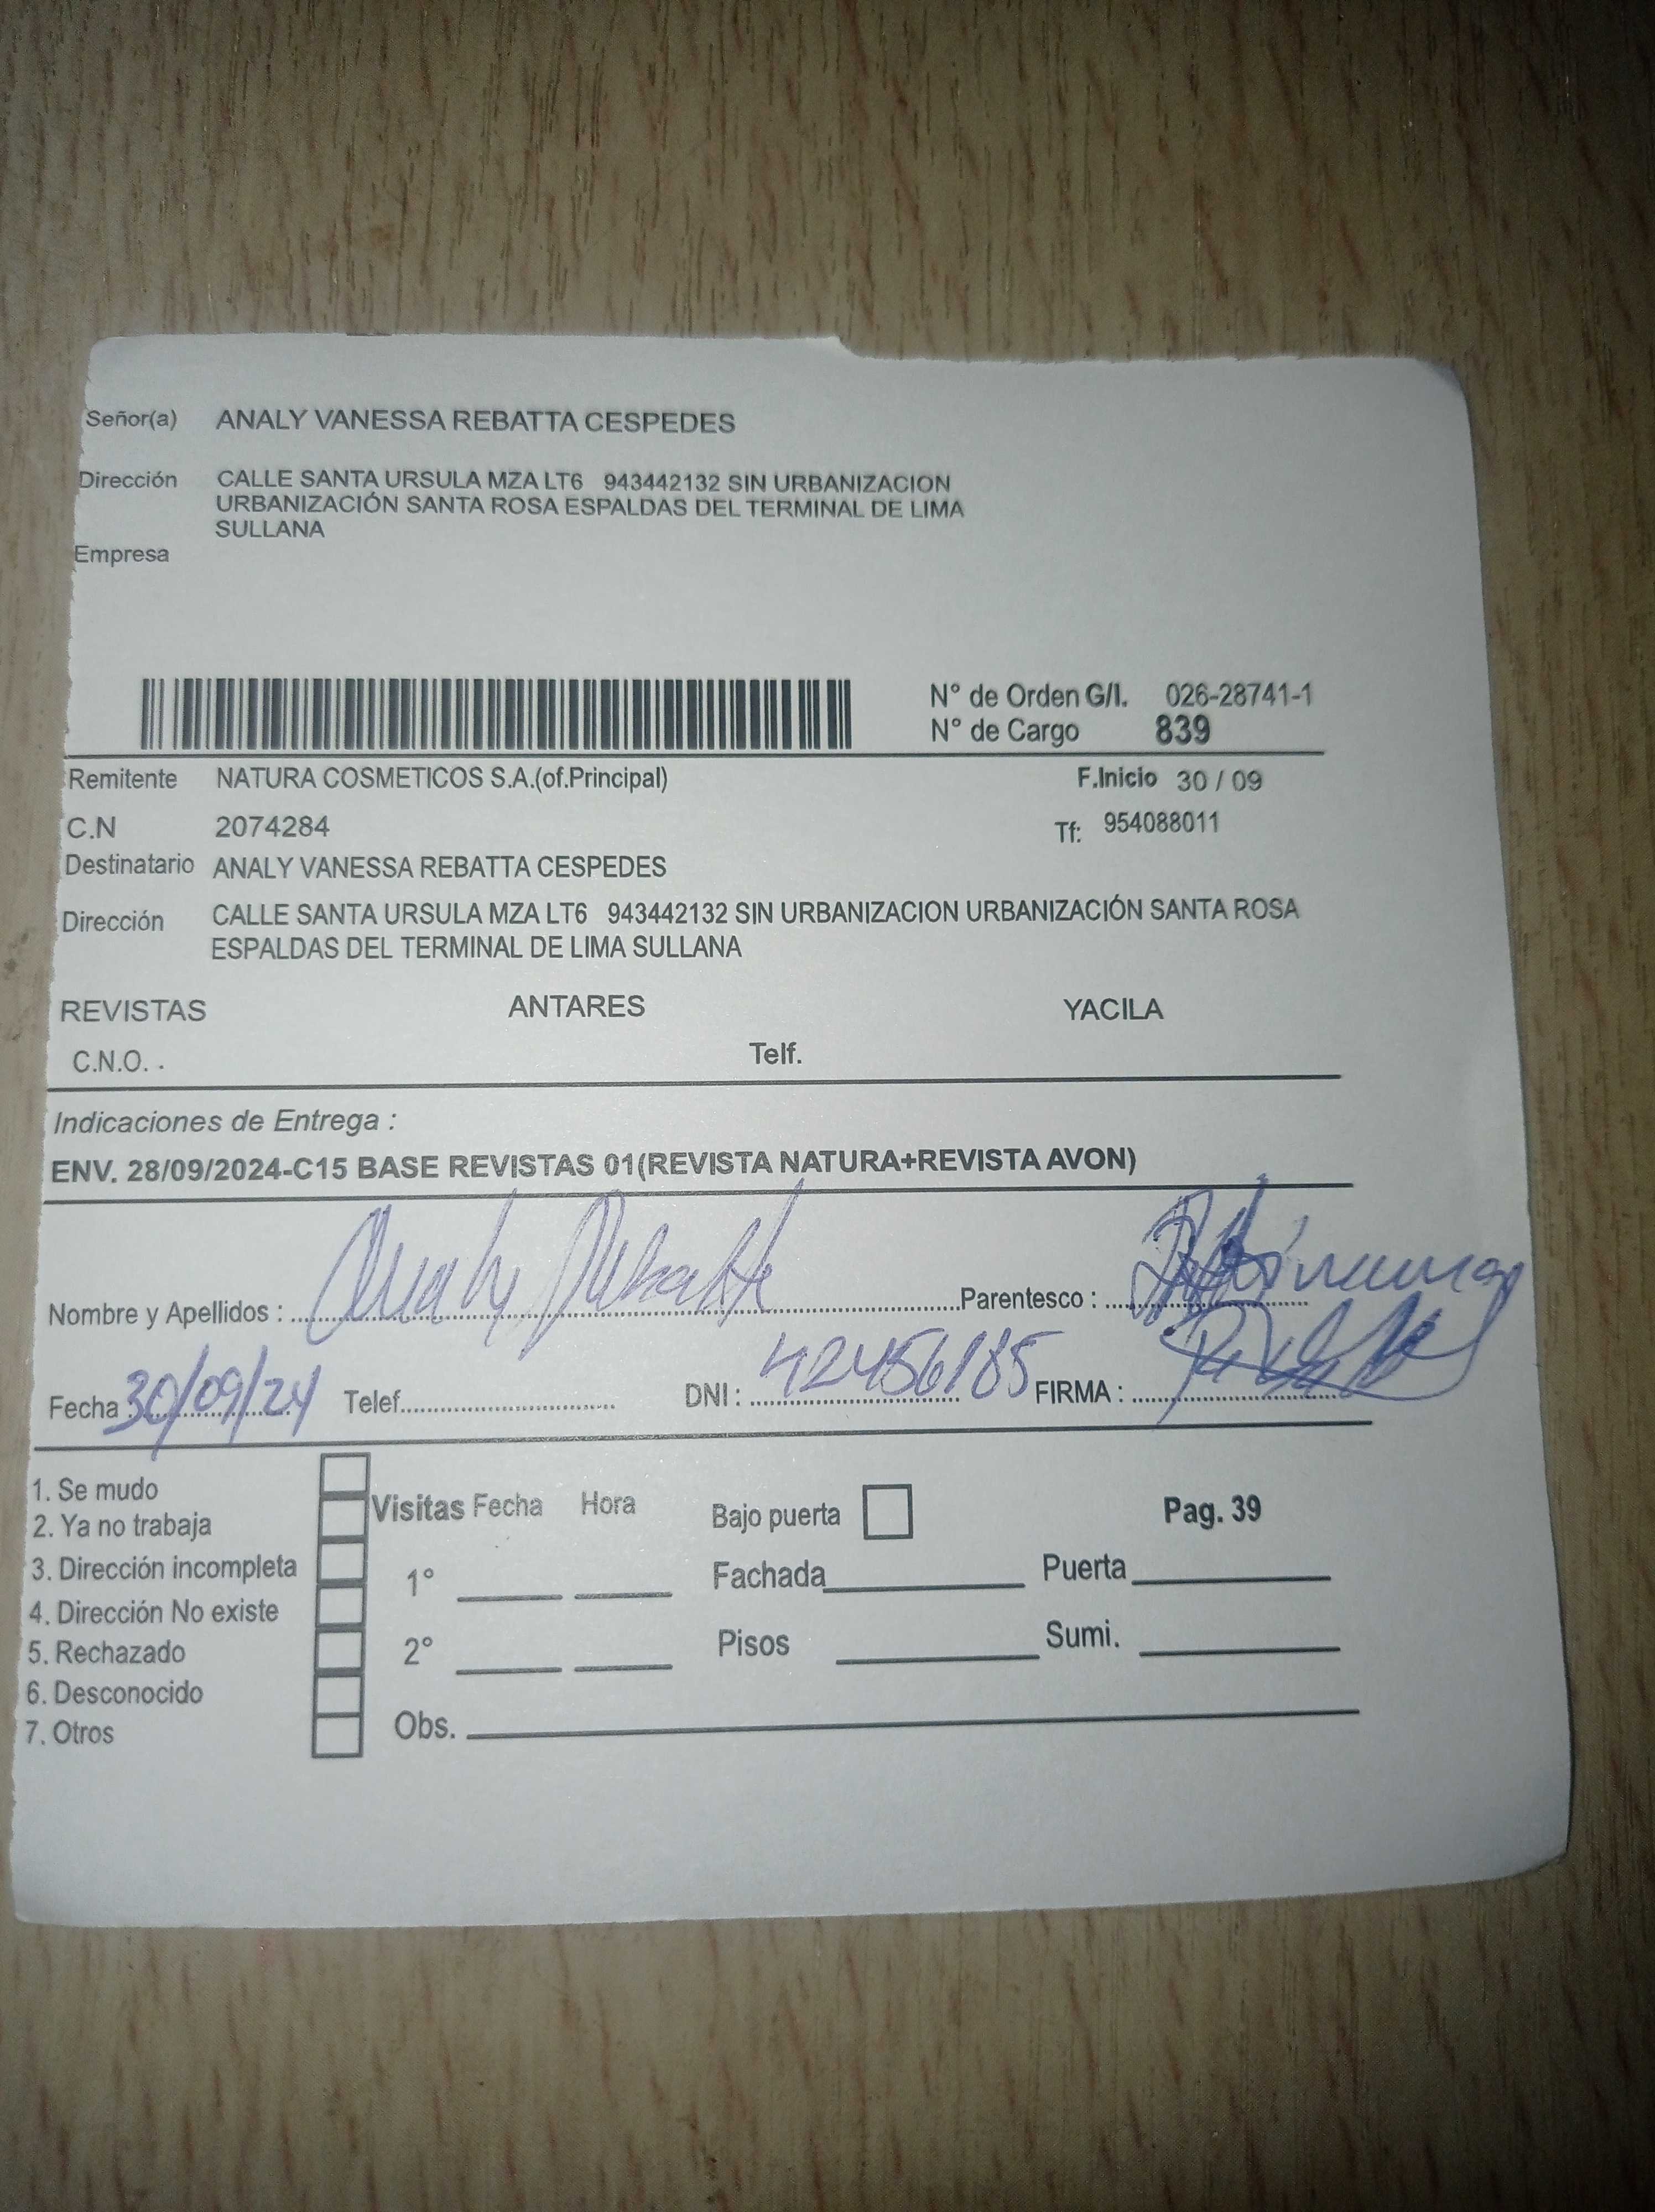 Señor(a) ANALY VANESSA REBATTA CESPEDES
Dirección CALLE SANTA URSULA MZA LT6 943442132 SIN URBANIZACION
URBANIZACIÓN SANTA ROSA ESPALDAS DEL TERMINAL DE LIMA
SULLANA
Empresa
N° de Orden G/I. 026-28741-1
N° de Cargo 839
Remitente NATURA COSMETICOS S.A.(of.Principal) F.Inicio 30 / 09
C.N 2074284 Tf: 954088011
Destinatario ANALY VANESSA REBATTA CESPEDES
Dirección CALLE SANTA URSULA MZA LT6 943442132 SIN URBANIZACION URBANIZACIÓN SANTA ROSA
ESPALDAS DEL TERMINAL DE LIMA SULLANA
REVISTAS ANTARES YACILA
C.N.O. . Telf.
Indicaciones de Entrega :
ENV. 28/09/2024-C15 BASE REVISTAS 01(REVISTA NATURA+REVISTA AVON)
Nombre y Apellidos : Analy Rebatta Parentesco :
Fecha 30/09/24 Telef. DNI : 42456185 FIRMA :
1. Se mudo
2. Ya no trabaja
3. Dirección incompleta
4. Dirección No existe
5. Rechazado
6. Desconocido
7. Otros
Visitas Fecha Hora Bajo puerta Pag. 39
1° Fachada Puerta
2° Pisos Sumi.
Obs.